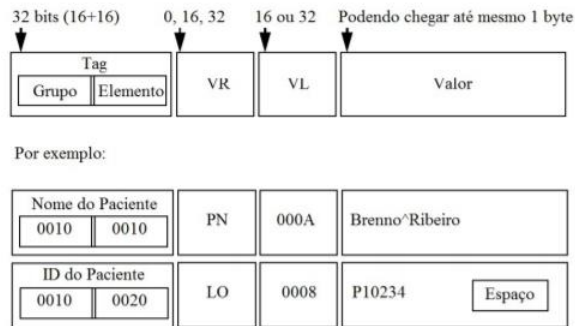 32 bits (16+16) 0, 16, 32 16 ou 32 Podendo chegar até mesmo 1 byte
Tag
Grupo Elemento VR VL Valor
Por exemplo:
Nome do Paciente
0010 0010 PN 000A Brenno^Ribeiro
ID do Paciente
0010 0020 LO 0008 P10234 Espaço